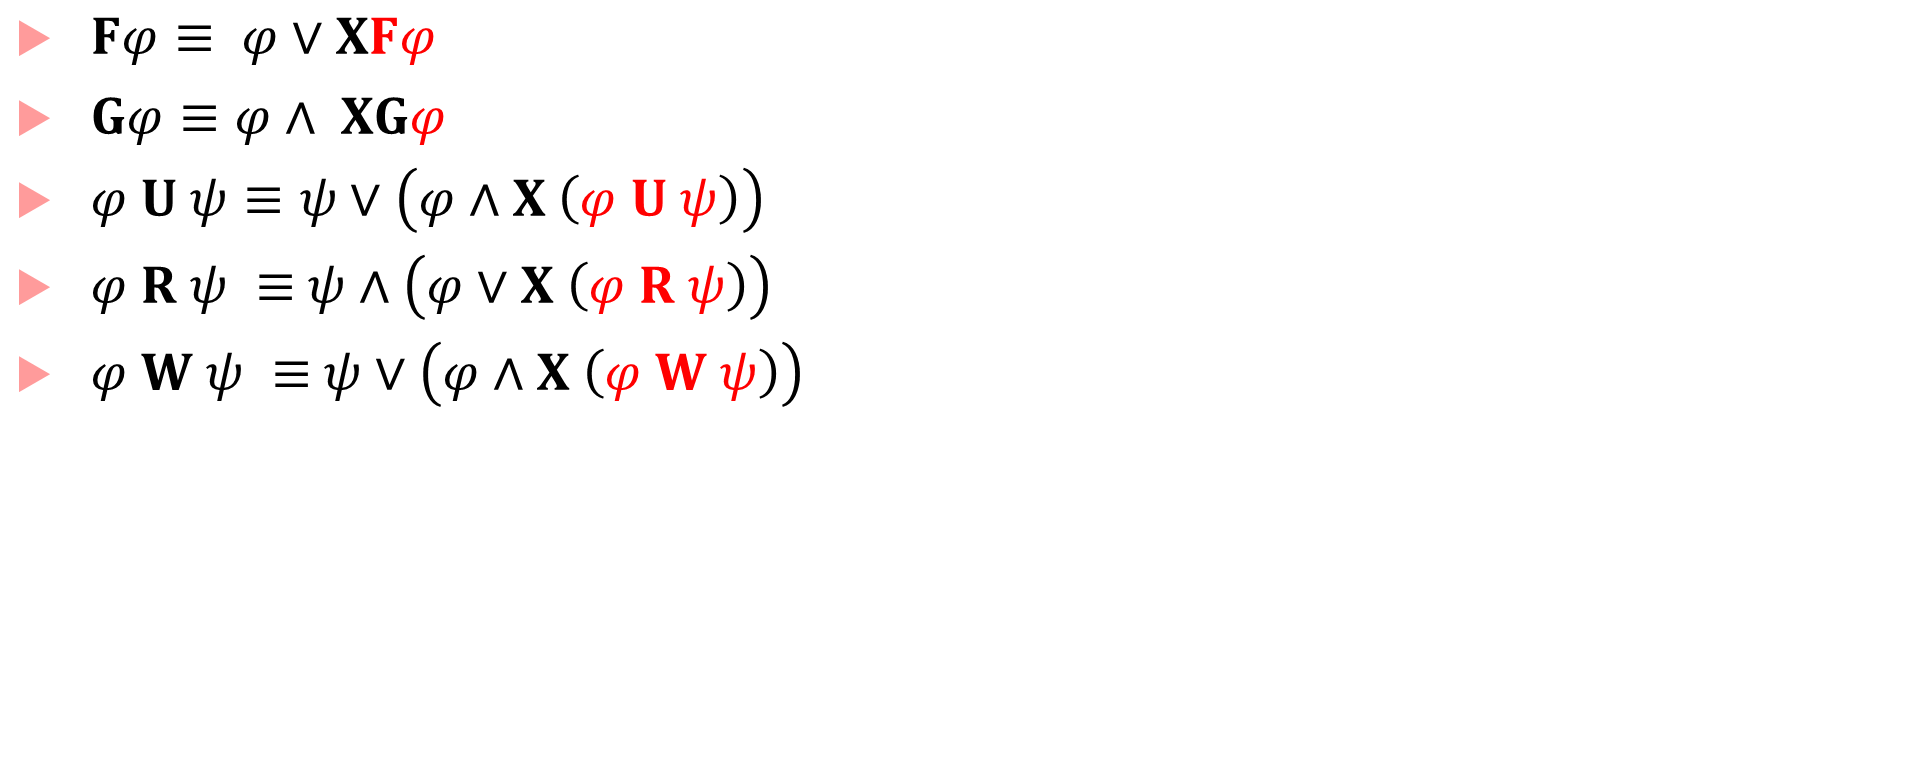 ▶ 𝐅𝜑 ≡ 𝜑 ∨ 𝐗𝐅𝜑
▶ 𝐆𝜑 ≡ 𝜑 ∧ 𝐗𝐆𝜑
▶ 𝜑 𝐔 𝜓 ≡ 𝜓 ∨ (𝜑 ∧ 𝐗 (𝜑 𝐔 𝜓))
▶ 𝜑 𝐑 𝜓 ≡ 𝜓 ∧ (𝜑 ∨ 𝐗 (𝜑 𝐑 𝜓))
▶ 𝜑 𝐖 𝜓 ≡ 𝜓 ∨ (𝜑 ∧ 𝐗 (𝜑 𝐖 𝜓))